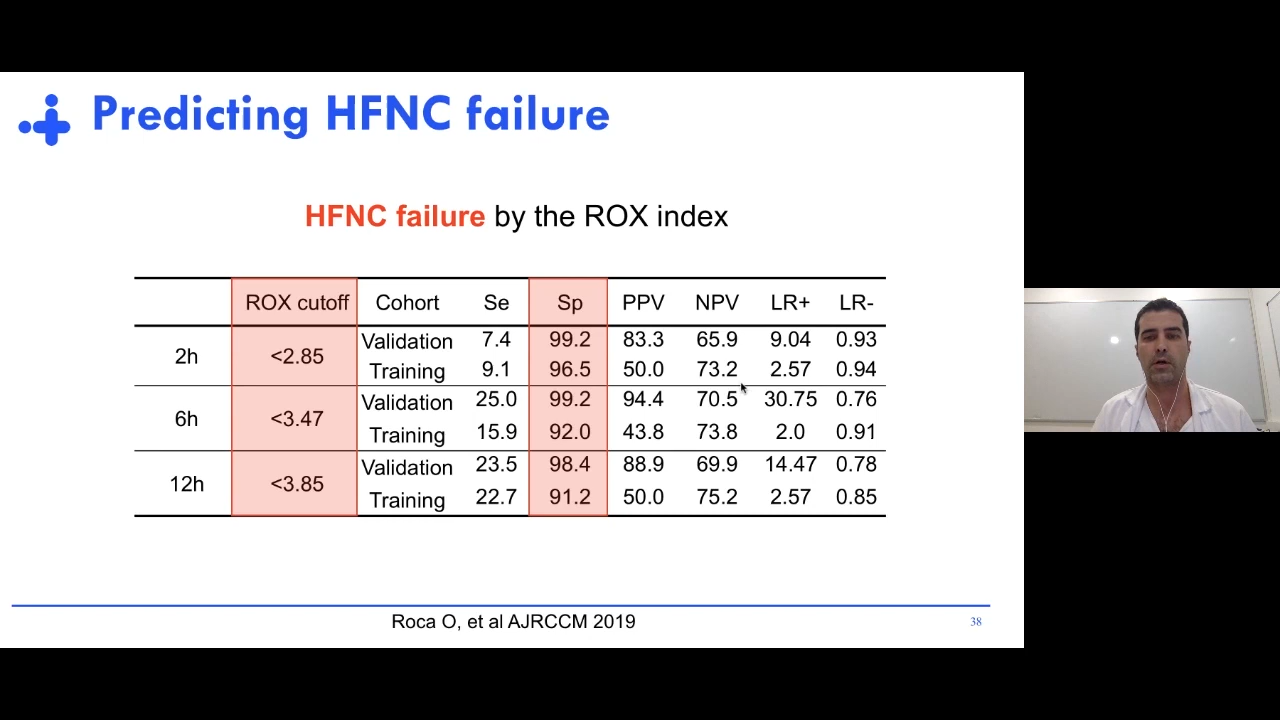 Predicting HFNC failure
HFNC failure by the ROX index
ROX cutoff Cohort Se Sp PPV NPV LR+ LR-
2h <2.85 Validation 7.4 99.2 83.3 65.9 9.04 0.93
Training 9.1 96.5 50.0 73.2 2.57 0.94
6h <3.47 Validation 25.0 99.2 94.4 70.5 30.75 0.76
Training 15.9 92.0 43.8 73.8 2.0 0.91
12h <3.85 Validation 23.5 98.4 88.9 69.9 14.47 0.78
Training 22.7 91.2 50.0 75.2 2.57 0.85
Roca O, et al AJRCCM 2019
38